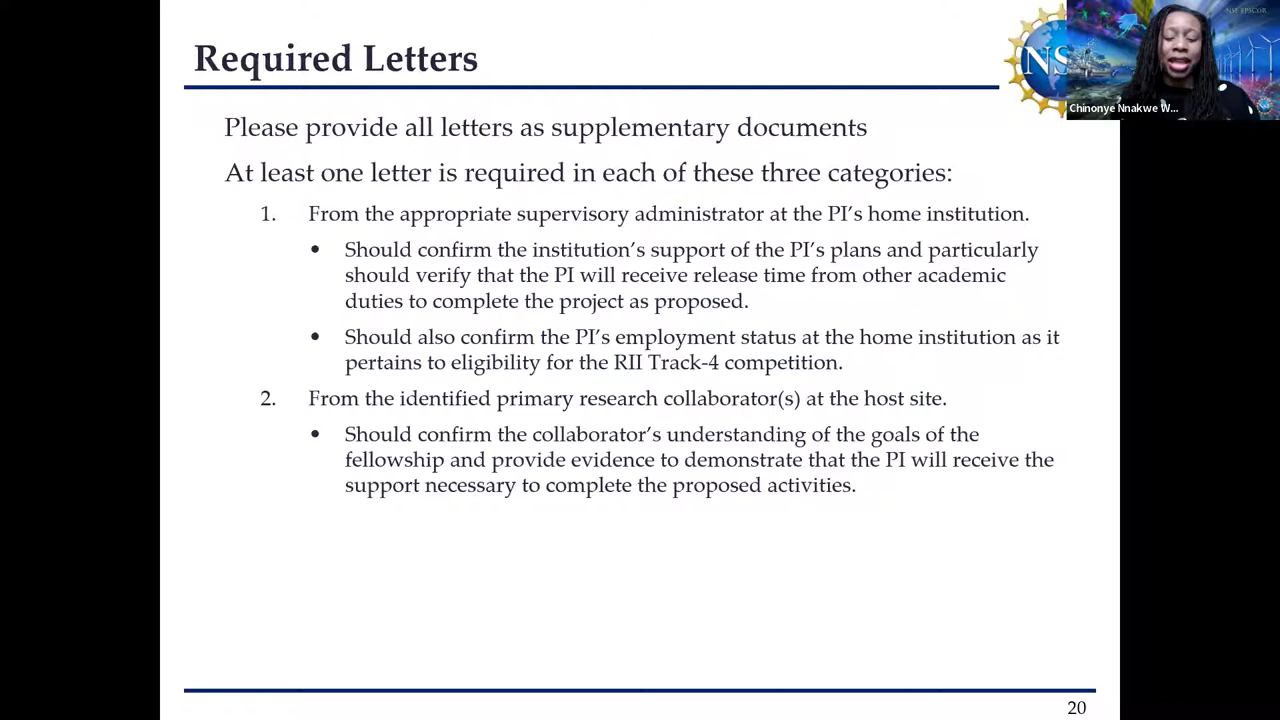 NSF EPSCoR
Required Letters
NS
Chinonye Nnakwe W...
Please provide all letters as supplementary documents
At least one letter is required in each of these three categories:
1. From the appropriate supervisory administrator at the PI’s home institution.
• Should confirm the institution’s support of the PI’s plans and particularly
should verify that the PI will receive release time from other academic
duties to complete the project as proposed.
• Should also confirm the PI’s employment status at the home institution as it
pertains to eligibility for the RII Track-4 competition.
2. From the identified primary research collaborator(s) at the host site.
• Should confirm the collaborator’s understanding of the goals of the
fellowship and provide evidence to demonstrate that the PI will receive the
support necessary to complete the proposed activities.
20